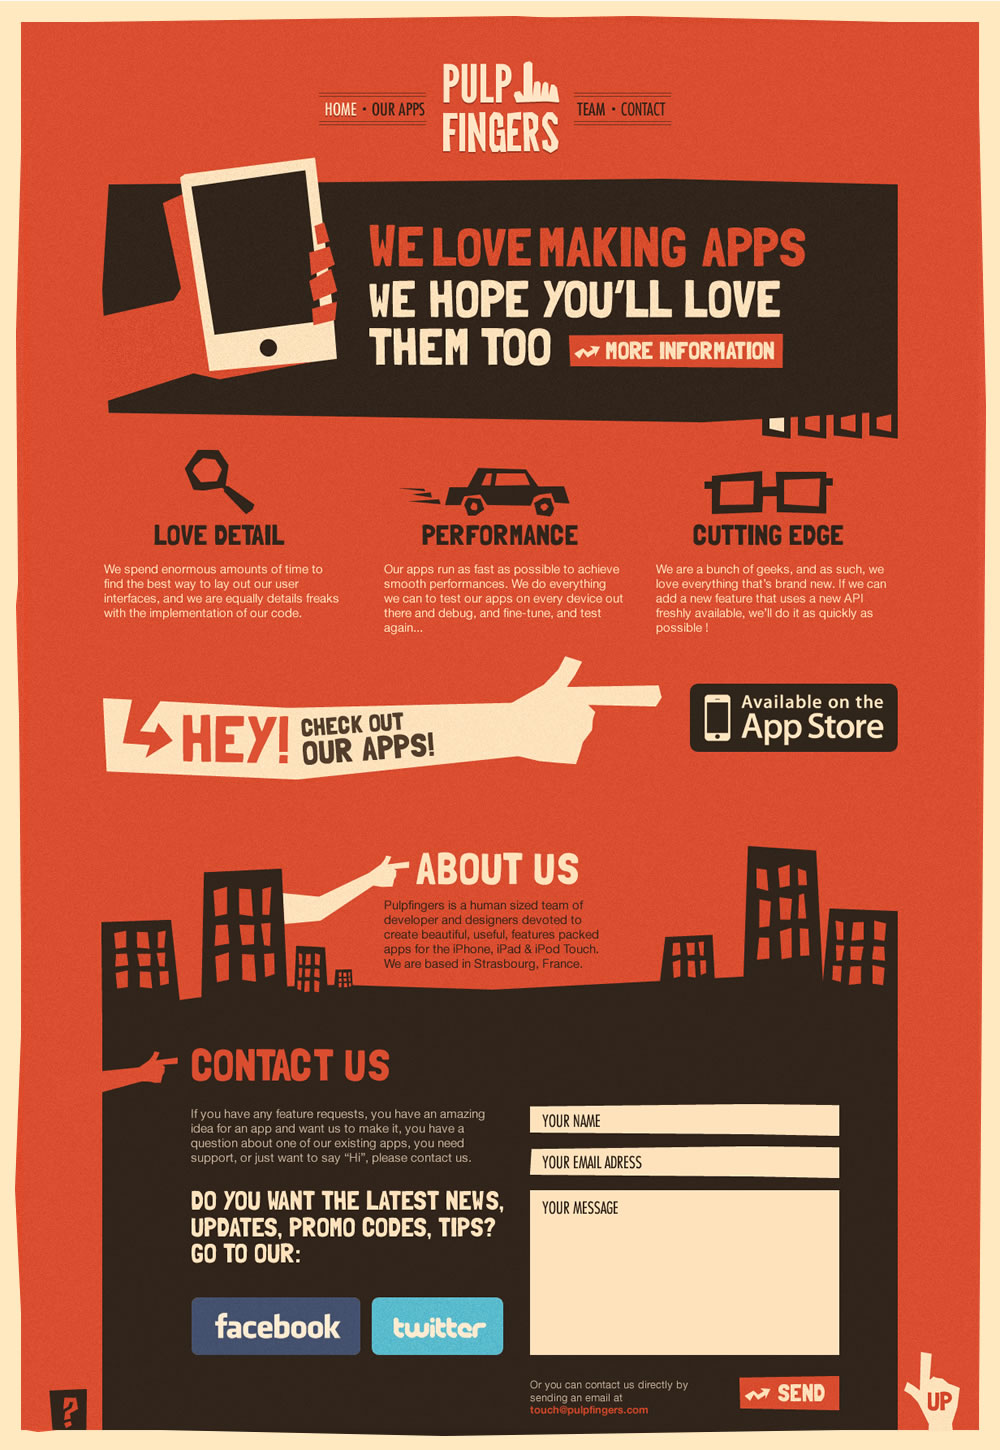 PULP
FINGERS
HOME • OUR APPS
TEAM • CONTACT
WE LOVE MAKING APPS
WE HOPE YOU'LL LOVE
THEM TOO
MORE INFORMATION
LOVE DETAIL
We spend enormous amounts of time to
find the best way to lay out our user
interfaces, and we are equally details freaks
with the implementation of our code.
PERFORMANCE
Our apps run as fast as possible to achieve
smooth performances. We do everything
we can to test our apps on every device out
there and debug, and fine-tune, and test
again...
CUTTING EDGE
We are a bunch of geeks, and as such, we
love everything that's brand new. If we can
add a new feature that uses a new API
freshly available, we'll do it as quickly as
possible !
HEY!
CHECK OUT
OUR APPS!
Available on the
App Store
ABOUT US
Pulpfingers is a human sized team of
developer and designers devoted to
create beautiful, useful, features packed
apps for the iPhone, iPad & iPod Touch.
We are based in Strasbourg, France.
CONTACT US
If you have any feature requests, you have an amazing
idea for an app and want us to make it, you have a
question about one of our existing apps, you need
support, or just want to say “Hi”, please contact us.
DO YOU WANT THE LATEST NEWS,
UPDATES, PROMO CODES, TIPS?
GO TO OUR:
facebook
twitter
YOUR NAME
YOUR EMAIL ADRESS
YOUR MESSAGE
Or you can contact us directly by
sending an email at
touch@pulpfingers.com
SEND
?
UP